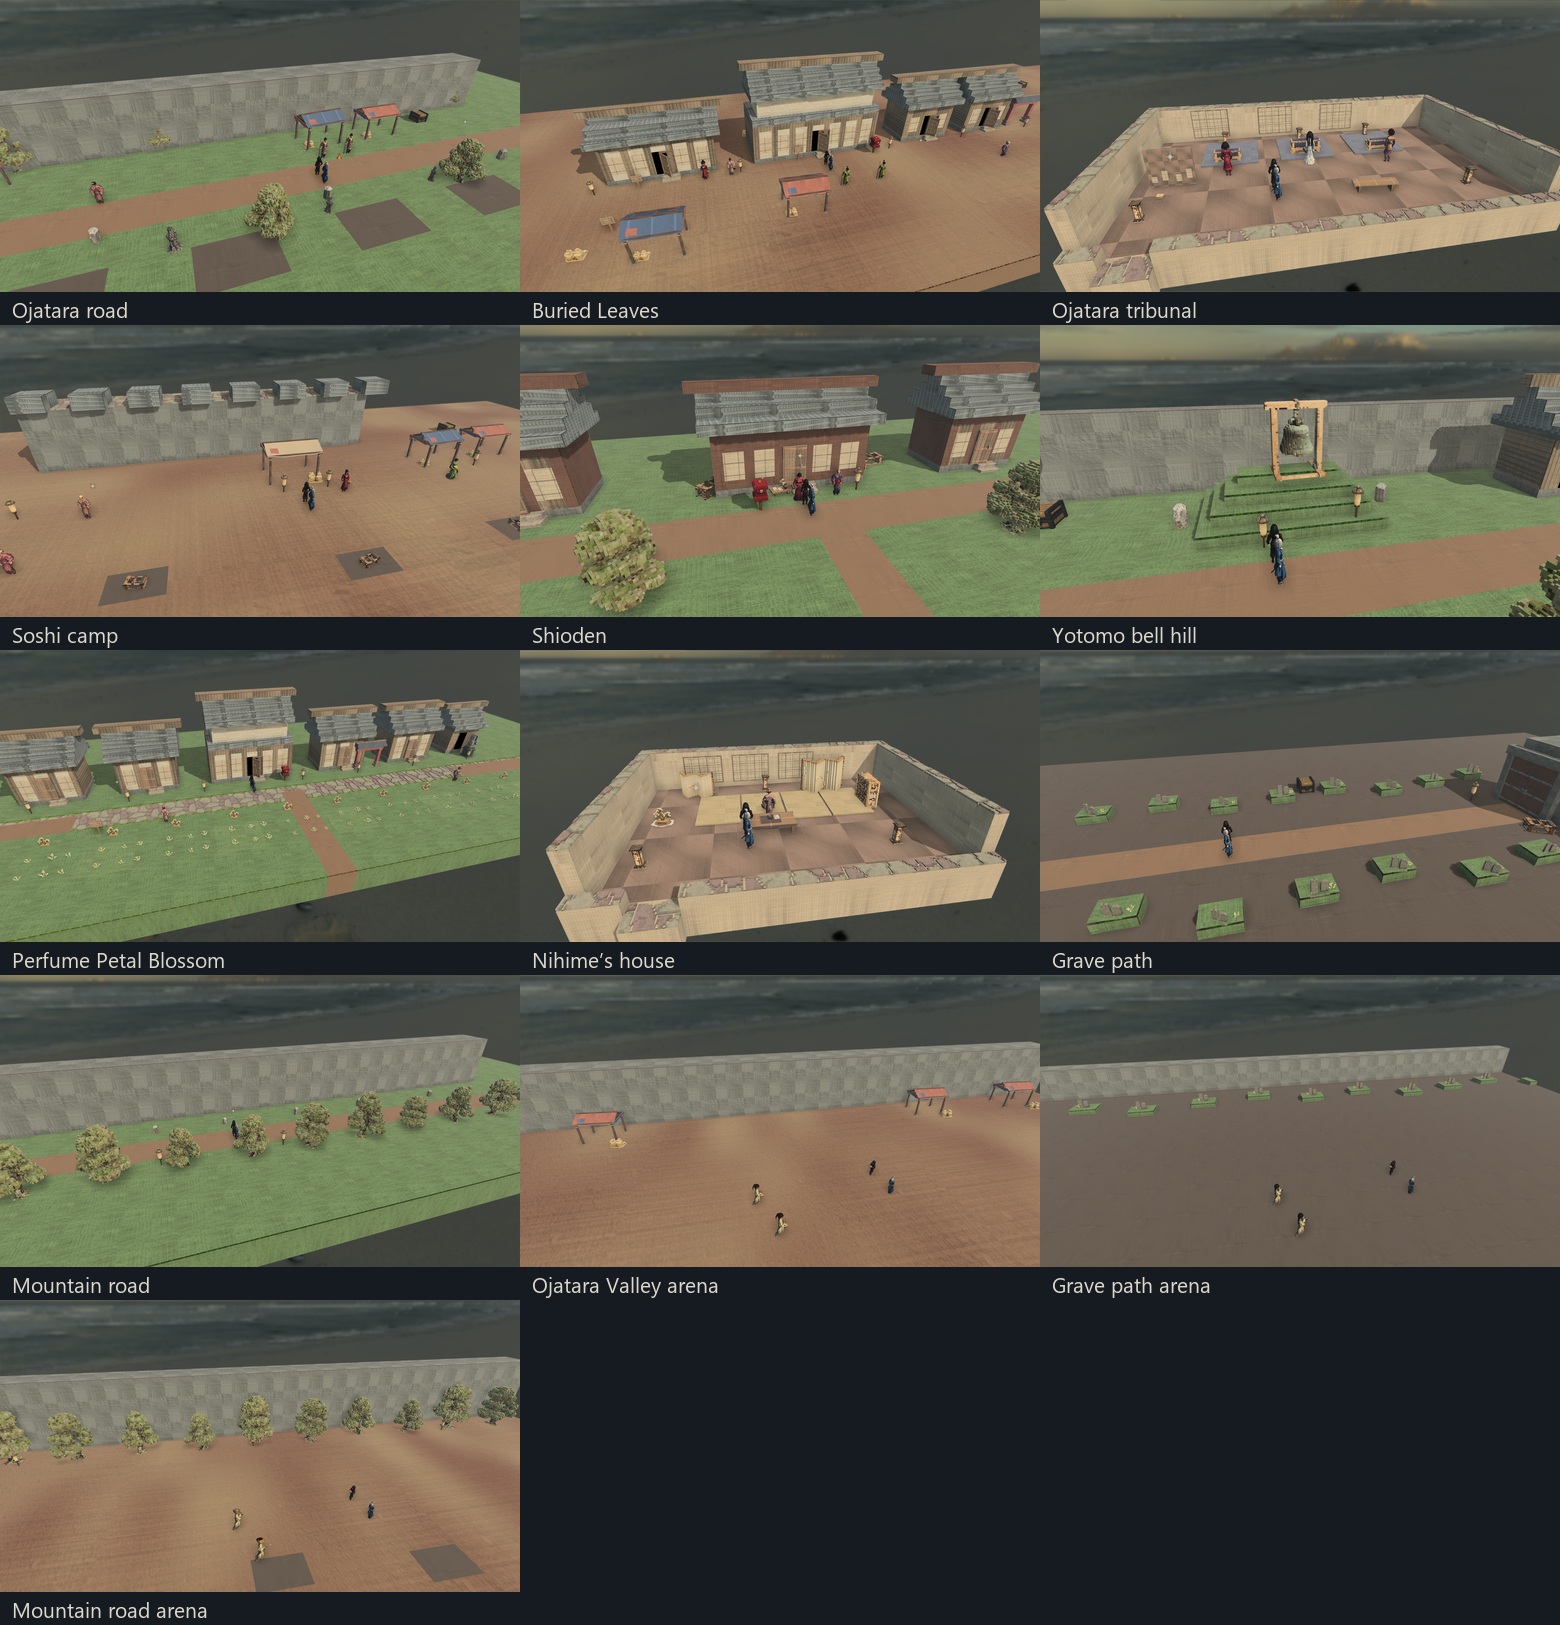 Ojatara road
Buried Leaves
Ojatara tribunal
Soshi camp
Shioden
Yotomo bell hill
Perfume Petal Blossom
Nihime’s house
Grave path
Mountain road
Ojatara Valley arena
Grave path arena
Mountain road arena